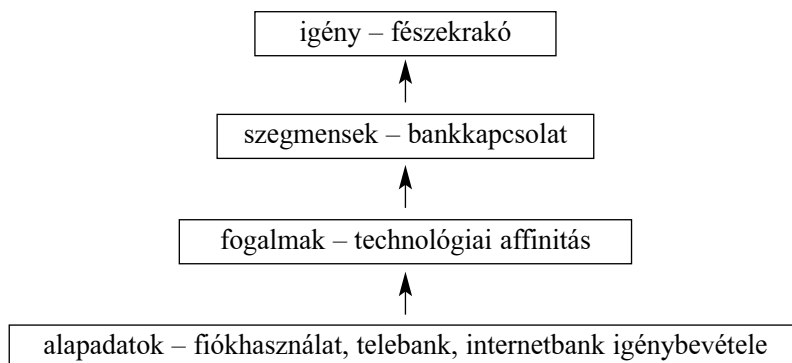 igény – fészekrakó
szegmensek – bankkapcsolat
fogalmak – technológiai affinitás
alapadatok – fiókhasználat, telebank, internetbank igénybevétele